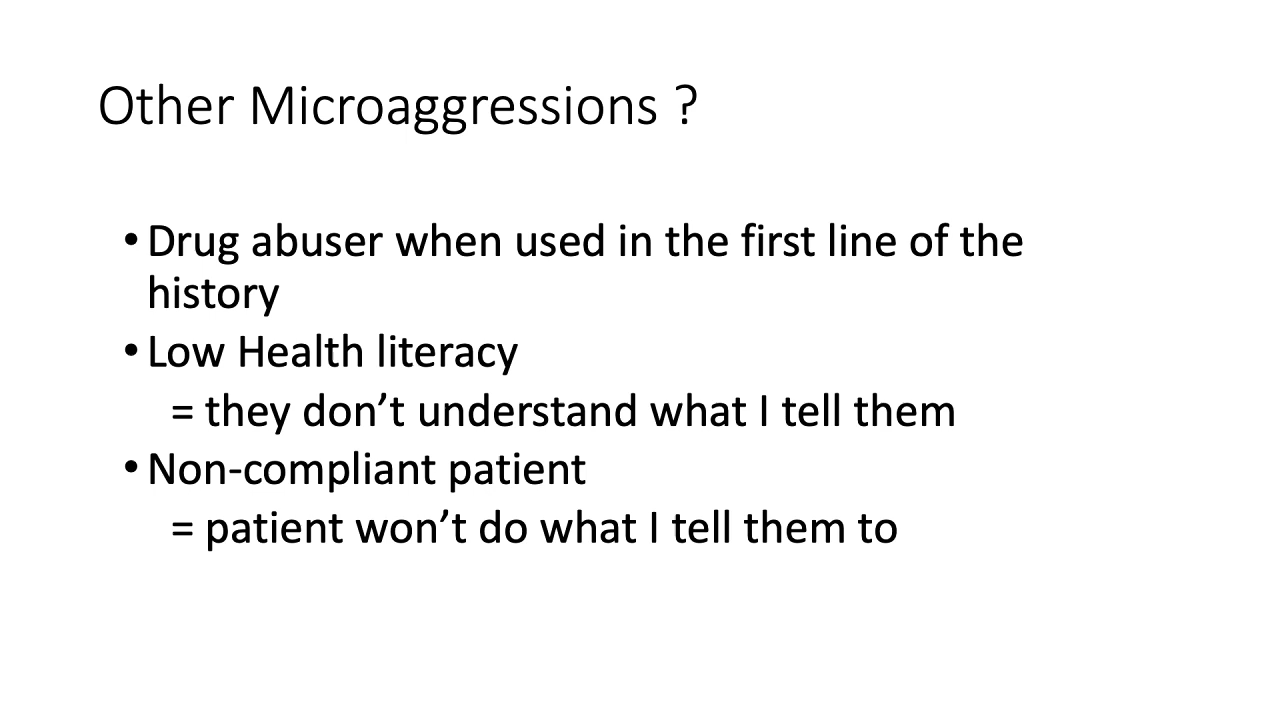 Other Microaggressions ?
• Drug abuser when used in the first line of the
history
• Low Health literacy
= they don’t understand what I tell them
• Non-compliant patient
= patient won’t do what I tell them to